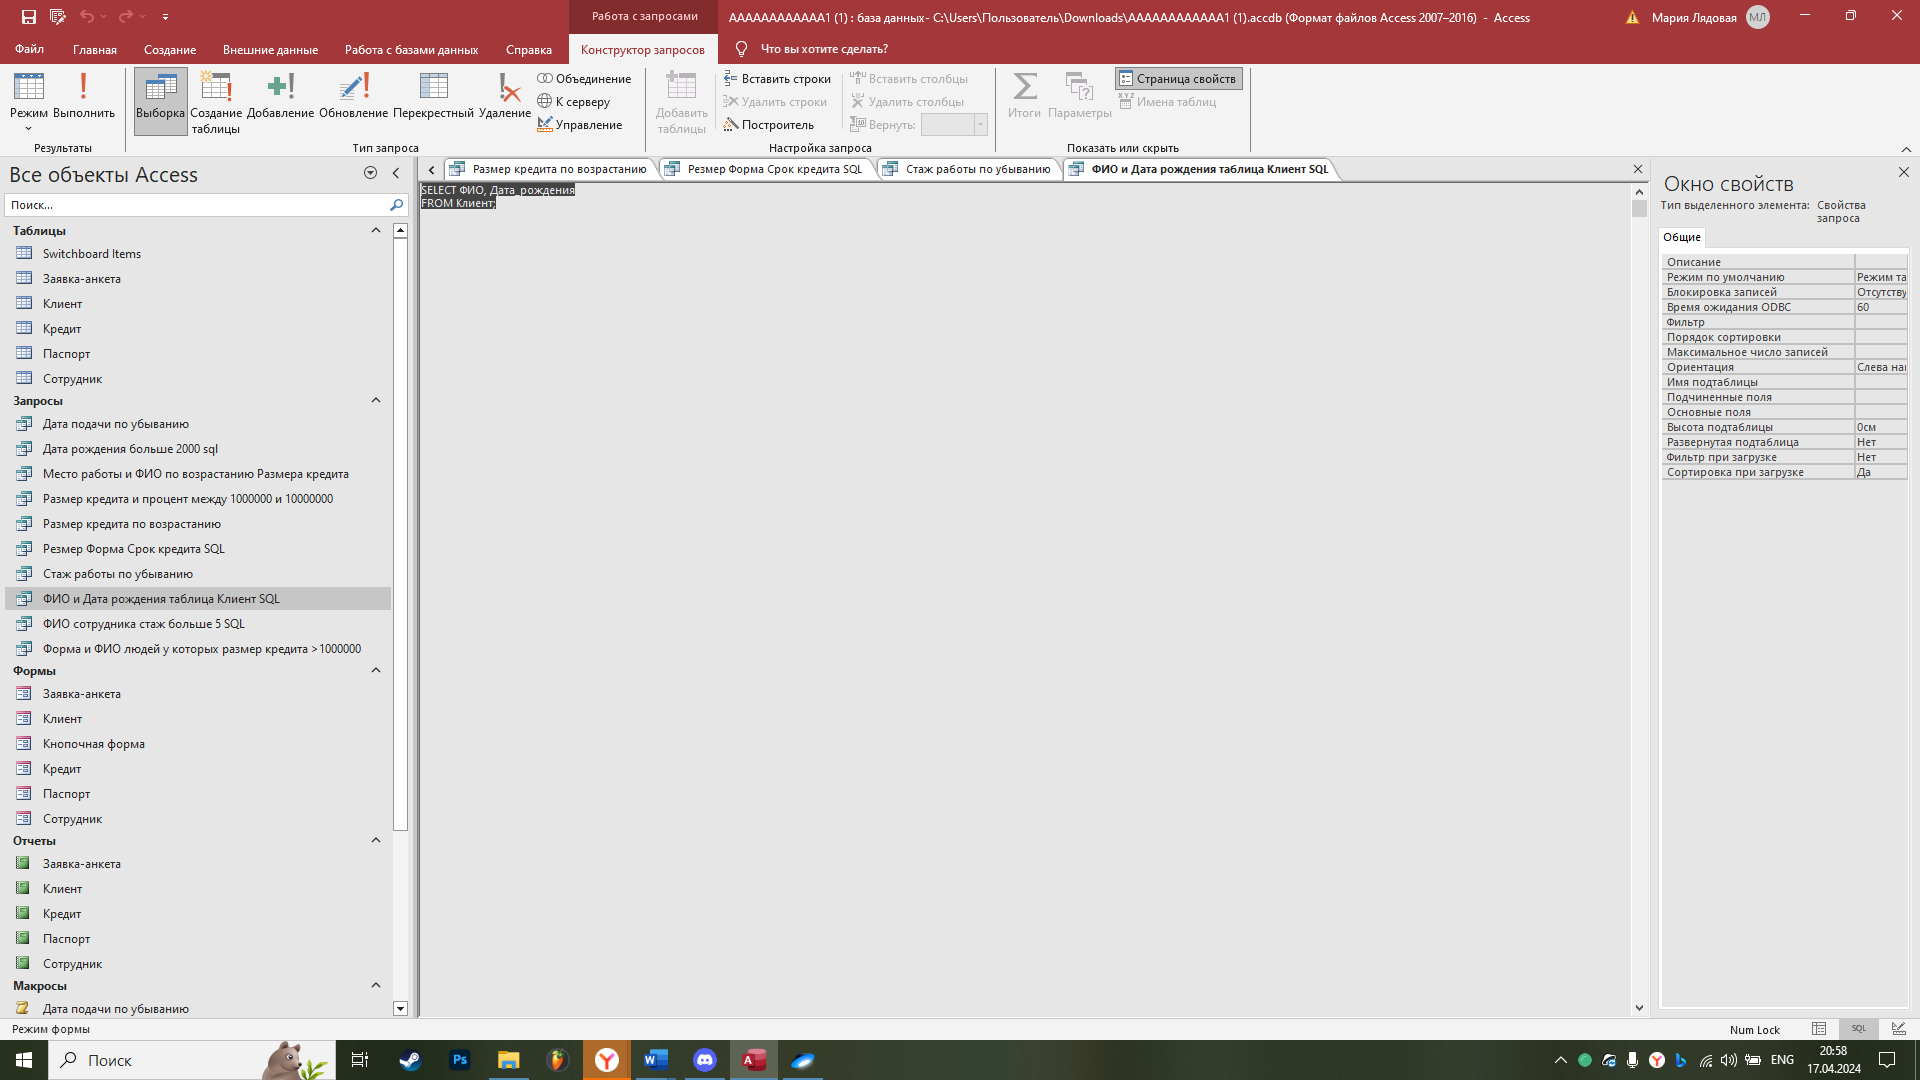 Работа с запросами
АААААААААААА1 (1) : база данных- C:\Users\Пользователь\Downloads\АААААААААААА1 (1).accdb (Формат файлов Access 2007–2016) - Access
Мария Лядовая
МЛ
Файл
Главная
Создание
Внешние данные
Работа с базами данных
Справка
Конструктор запросов
Что вы хотите сделать?
Режим
Выполнить
Результаты
Выборка
Создание
таблицы
Добавление
Обновление
Перекрестный
Удаление
Объединение
К серверу
Управление
Тип запроса
Добавить
таблицы
Вставить строки
Удалить строки
Построитель
Вставить столбцы
Удалить столбцы
Вернуть:
Настройка запроса
Итоги
Параметры
Страница свойств
XYZ
Имена таблиц
Показать или скрыть
Все объекты Access
Поиск...
Таблицы
Switchboard Items
Заявка-анкета
Клиент
Кредит
Паспорт
Сотрудник
Запросы
Дата подачи по убыванию
Дата рождения больше 2000 sql
Место работы и ФИО по возрастанию Размера кредита
Размер кредита и процент между 1000000 и 10000000
Размер кредита по возрастанию
Резмер Форма Срок кредита SQL
Стаж работы по убыванию
ФИО и Дата рождения таблица Клиент SQL
ФИО сотрудника стаж больше 5 SQL
Форма и ФИО людей у которых размер кредита >1000000
Формы
Заявка-анкета
Клиент
Кнопочная форма
Кредит
Паспорт
Сотрудник
Отчеты
Заявка-анкета
Клиент
Кредит
Паспорт
Сотрудник
Макросы
Дата подачи по убыванию
Размер кредита по возрастанию
Резмер Форма Срок кредита SQL
Стаж работы по убыванию
ФИО и Дата рождения таблица Клиент SQL
SELECT ФИО, Дата_рождения
FROM Клиент;
Окно свойств
Тип выделенного элемента: Свойства
запроса
Общие
Описание
Режим по умолчанию Режим та
Блокировка записей Отсутству
Время ожидания ODBC 60
Фильтр
Порядок сортировки
Максимальное число записей
Ориентация Слева на
Имя подтаблицы
Подчиненные поля
Основные поля
Высота подтаблицы 0см
Развернутая подтаблица Нет
Фильтр при загрузке Нет
Сортировка при загрузке Да
Режим формы
Num Lock
SQL
Поиск
Ps
ENG
20:58
17.04.2024